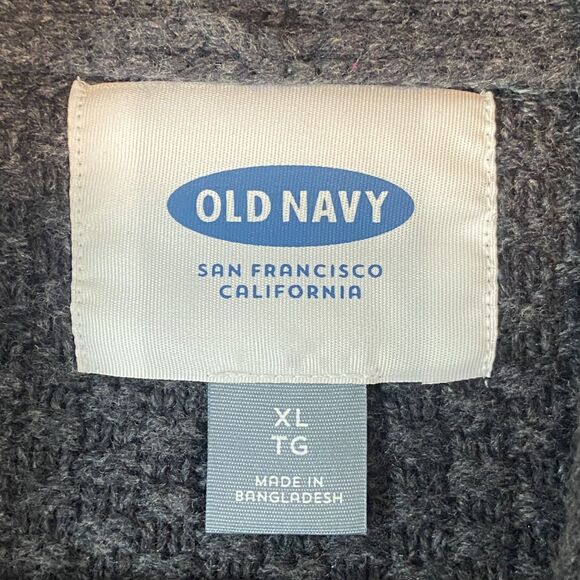 OLD NAVY
SAN FRANCISCO
CALIFORNIA
XL
TG
MADE IN
BANGLADESH